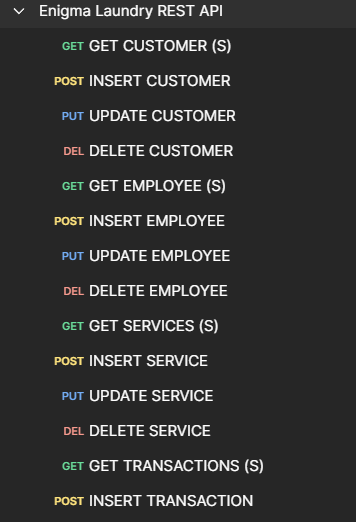 Enigma Laundry REST API
GET GET CUSTOMER (S)
POST INSERT CUSTOMER
PUT UPDATE CUSTOMER
DEL DELETE CUSTOMER
GET GET EMPLOYEE (S)
POST INSERT EMPLOYEE
PUT UPDATE EMPLOYEE
DEL DELETE EMPLOYEE
GET GET SERVICES (S)
POST INSERT SERVICE
PUT UPDATE SERVICE
DEL DELETE SERVICE
GET GET TRANSACTIONS (S)
POST INSERT TRANSACTION